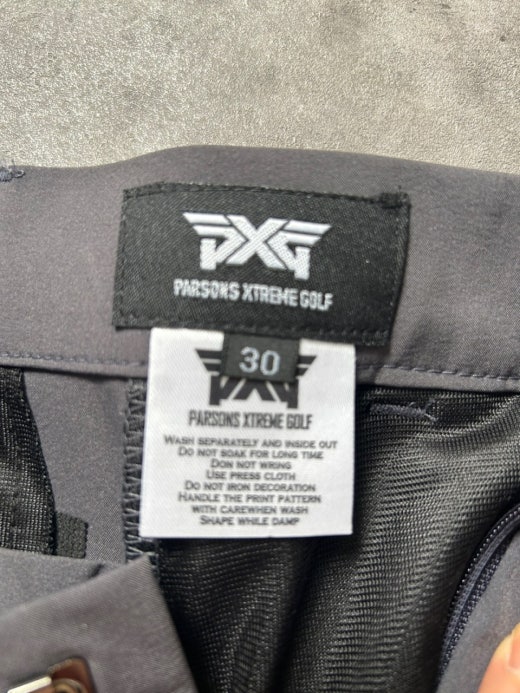 PXG
PARSONS XTREME GOLF
30
PARSONS XTREME GOLF
WASH SEPARATELY AND INSIDE OUT
DO NOT SOAK FOR LONG TIME
DON NOT WRING
USE PRESS CLOTH
DO NOT IRON DECORATION
HANDLE THE PRINT PATTERN
WITH CAREWHEN WASH
SHAPE WHILE DAMP